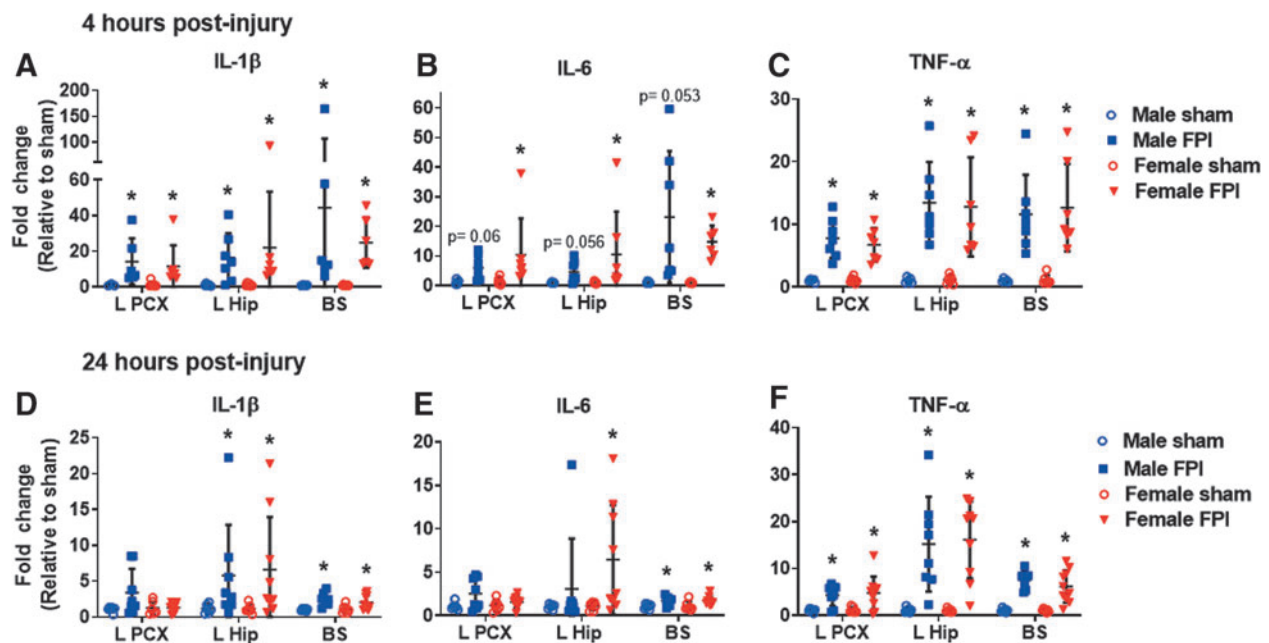 4 hours post-injury
A
IL-1β
Fold change
(Relative to sham)
200
150
100
60
40
20
0
*
*
*
*
*
*
L PCX
L Hip
BS
B
IL-6
60
50
40
30
20
10
0
p= 0.06
*
p= 0.056
*
p= 0.053
*
L PCX
L Hip
BS
C
TNF-α
30
20
10
0
*
*
*
*
*
*
L PCX
L Hip
BS
Male sham
Male FPI
Female sham
Female FPI
24 hours post-injury
D
IL-1β
Fold change
(Relative to sham)
25
20
15
10
5
0
*
*
*
*
L PCX
L Hip
BS
E
IL-6
20
15
10
5
0
*
*
*
L PCX
L Hip
BS
F
TNF-α
40
30
20
10
0
*
*
*
*
*
*
L PCX
L Hip
BS
Male sham
Male FPI
Female sham
Female FPI